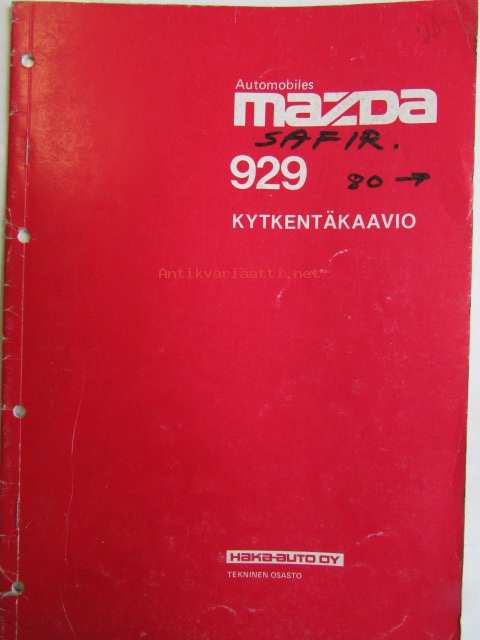 Automobiles
mazda
SAFIR.
929
80 →
KYTKENTÄKAAVIO
Antikvariaatti.net
HAKA-AUTO OY
TEKNINEN OSASTO